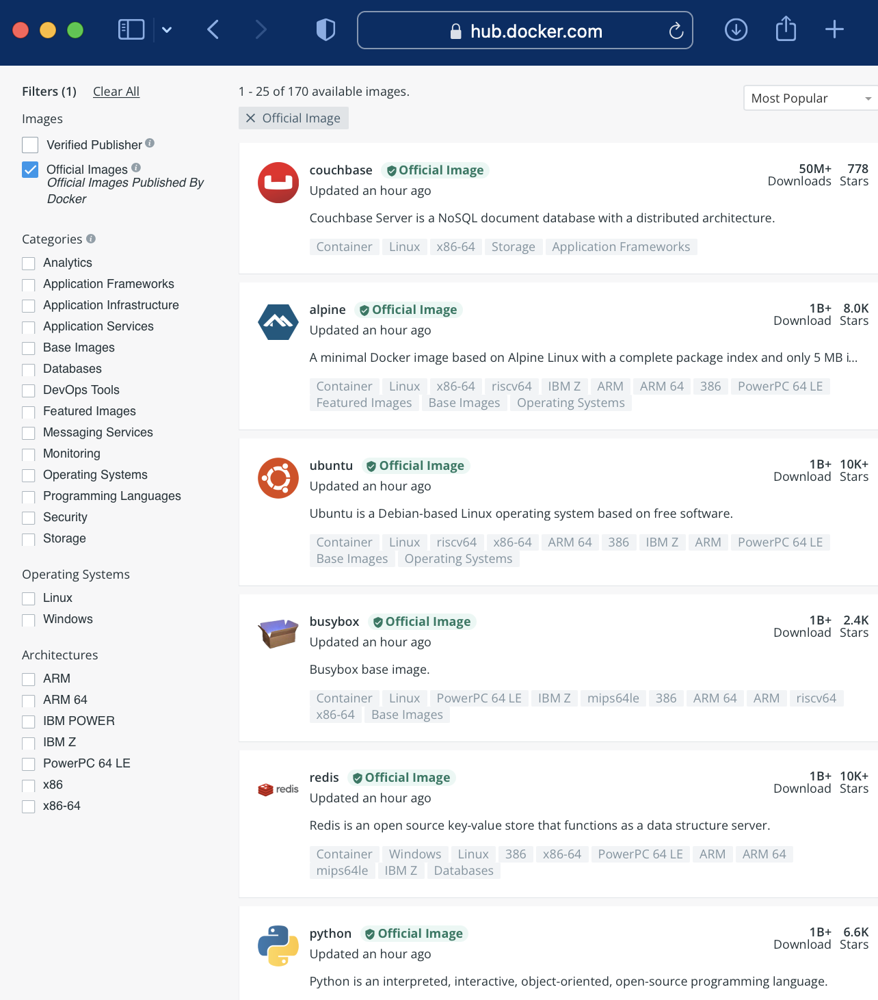 hub.docker.com
Filters (1) Clear All
Images
Verified Publisher
Official Images
Official Images Published By
Docker
Categories
Analytics
Application Frameworks
Application Infrastructure
Application Services
Base Images
Databases
DevOps Tools
Featured Images
Messaging Services
Monitoring
Operating Systems
Programming Languages
Security
Storage
Operating Systems
Linux
Windows
Architectures
ARM
ARM 64
IBM POWER
IBM Z
PowerPC 64 LE
x86
x86-64
1 - 25 of 170 available images.
Most Popular
Official Image
couchbase Official Image 50M+ 778
Updated an hour ago Downloads Stars
Couchbase Server is a NoSQL document database with a distributed architecture.
Container Linux x86-64 Storage Application Frameworks
alpine Official Image 1B+ 8.0K
Updated an hour ago Download Stars
A minimal Docker image based on Alpine Linux with a complete package index and only 5 MB i...
Container Linux x86-64 riscv64 IBM Z ARM ARM 64 386 PowerPC 64 LE
Featured Images Base Images Operating Systems
ubuntu Official Image 1B+ 10K+
Updated an hour ago Download Stars
Ubuntu is a Debian-based Linux operating system based on free software.
Container Linux riscv64 x86-64 ARM 64 386 IBM Z ARM PowerPC 64 LE
Base Images Operating Systems
busybox Official Image 1B+ 2.4K
Updated an hour ago Download Stars
Busybox base image.
Container Linux PowerPC 64 LE IBM Z mips64le 386 ARM 64 ARM riscv64
x86-64 Base Images
redis
redis Official Image 1B+ 10K+
Updated an hour ago Download Stars
Redis is an open source key-value store that functions as a data structure server.
Container Windows Linux 386 x86-64 PowerPC 64 LE ARM ARM 64
mips64le IBM Z Databases
python Official Image 1B+ 6.6K
Updated an hour ago Download Stars
Python is an interpreted, interactive, object-oriented, open-source programming language.